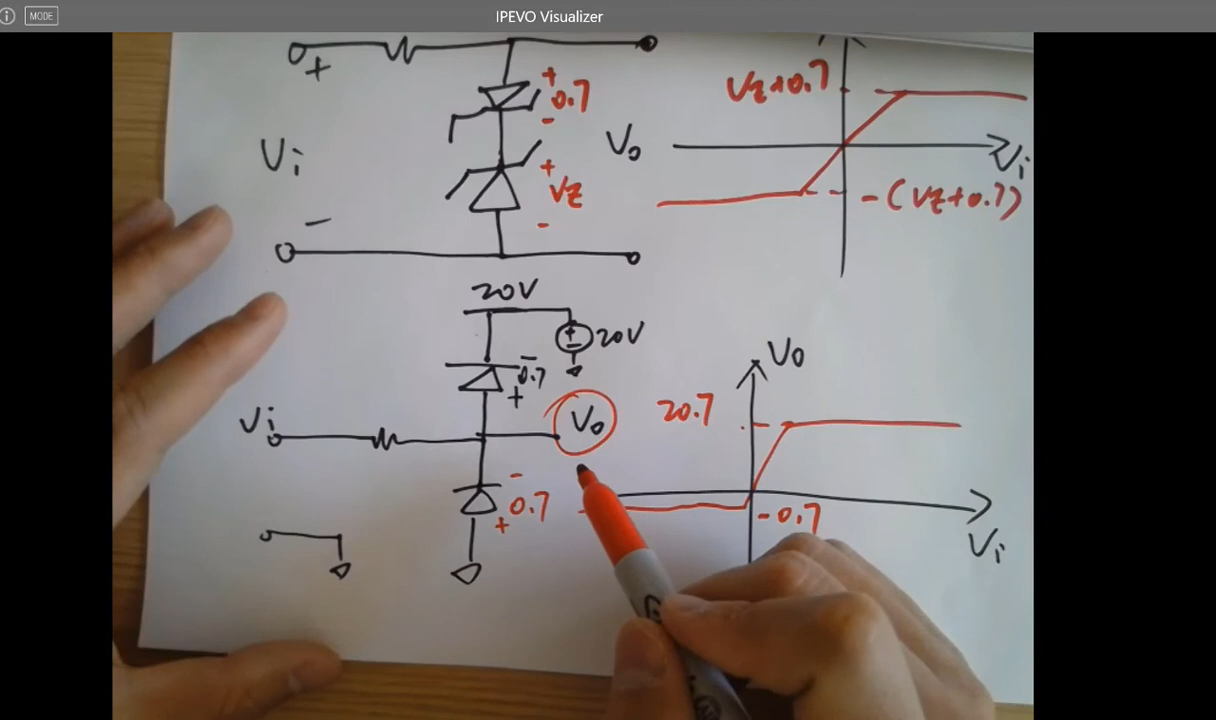 MODE
IPEVO Visualizer
+
+
0.7
-
Vz+0.7
Vi
Vo
Vi
+
Vz
-
-(Vz+0.7)
-
20V
+
-
20V
-
0.7
+
Vo
Vi
Vo
20.7
-
0.7
+
-0.7
Vi